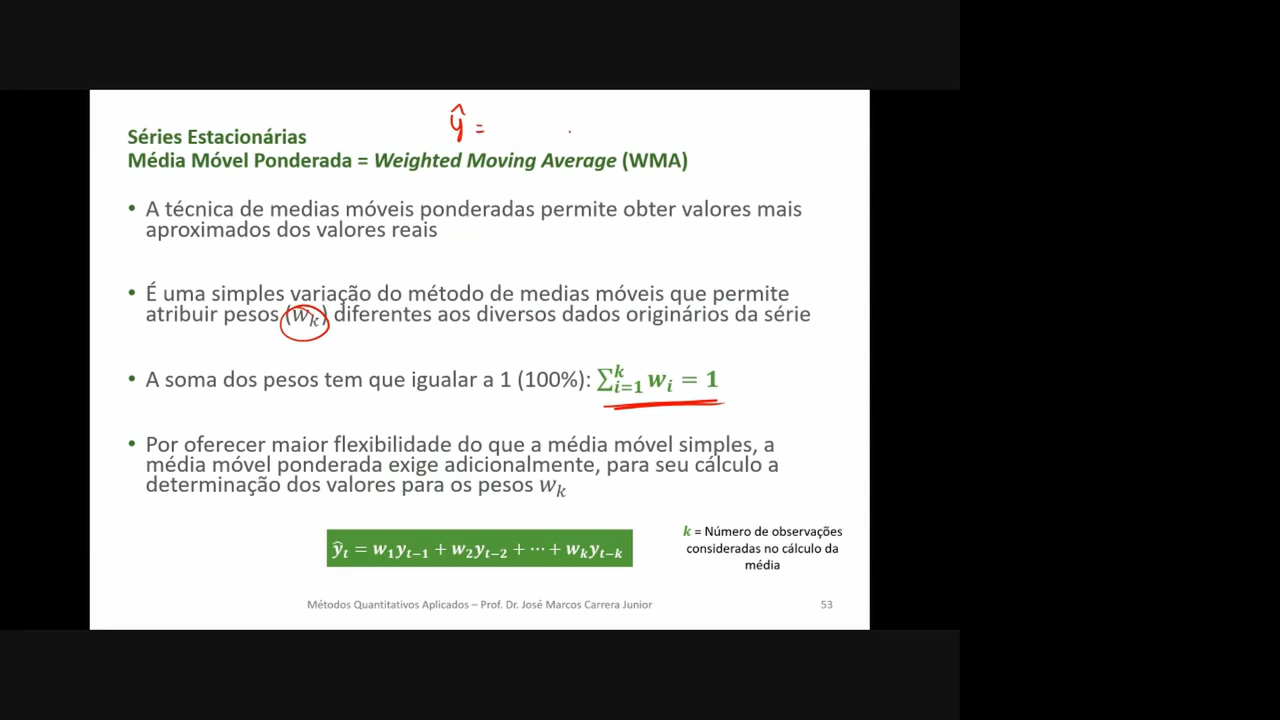 ŷ =
Séries Estacionárias
Média Móvel Ponderada = Weighted Moving Average (WMA)
• A técnica de medias móveis ponderadas permite obter valores mais
aproximados dos valores reais
• É uma simples variação do método de medias móveis que permite
atribuir pesos (wₖ) diferentes aos diversos dados originários da série
• A soma dos pesos tem que igualar a 1 (100%): ∑ᵢ₌₁ᵏ wᵢ = 1
• Por oferecer maior flexibilidade do que a média móvel simples, a
média móvel ponderada exige adicionalmente, para seu cálculo a
determinação dos valores para os pesos wₖ
ŷₜ = w₁yₜ₋₁ + w₂yₜ₋₂ + ⋯ + wₖyₜ₋ₖ
k = Número de observações
consideradas no cálculo da
média
Métodos Quantitativos Aplicados – Prof. Dr. José Marcos Carrera Junior
53